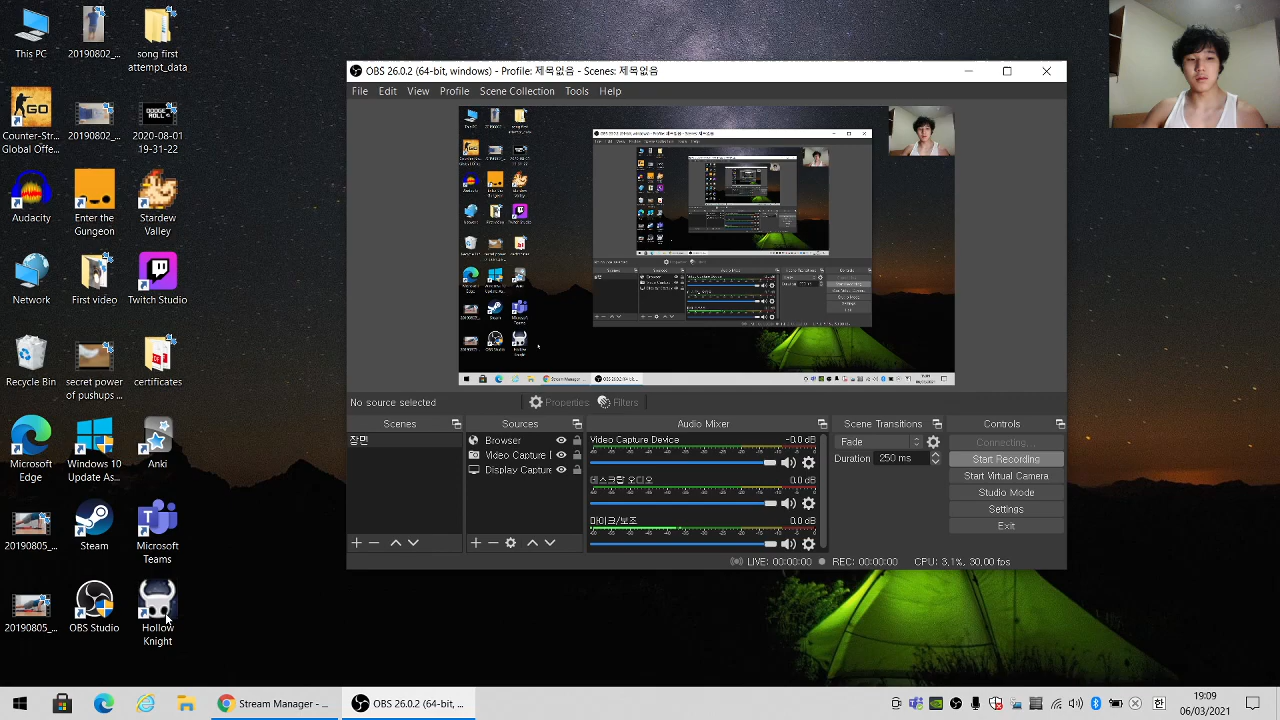 This PC
20190802_...
song first
attempt_data
Counter-Str...
Global Offe...
20190802_...
2020-08-01
19-31-22
Audacity
Enter the
Gungeon
Stardew
Valley
Network
Arts video
Twitch Studio
Recycle Bin
secret power
of pushups ...
certificates
Microsoft
Edge
Windows 10
Update As...
Anki
20190805_...
Steam
Microsoft
Teams
20190805_...
OBS Studio
Hollow
Knight
OBS 26.0.2 (64-bit, windows) - Profile: 제목없음 - Scenes: 제목없음
File Edit View Profile Scene Collection Tools Help
No source selected
Properties
Filters
Scenes
장면
Sources
Browser
Video Capture
Display Capture
Audio Mixer
Video Capture Device -0.0 dB
데스크탑 오디오 0.0 dB
마이크/보조 0.0 dB
Scene Transitions
Fade
Duration 250 ms
Controls
Connecting...
Start Recording
Start Virtual Camera
Studio Mode
Settings
Exit
LIVE: 00:00:00 REC: 00:00:00 CPU: 3.1%, 30.00 fps
Stream Manager - ...
OBS 26.0.2 (64-bit, ...
한
19:09
06/03/2021